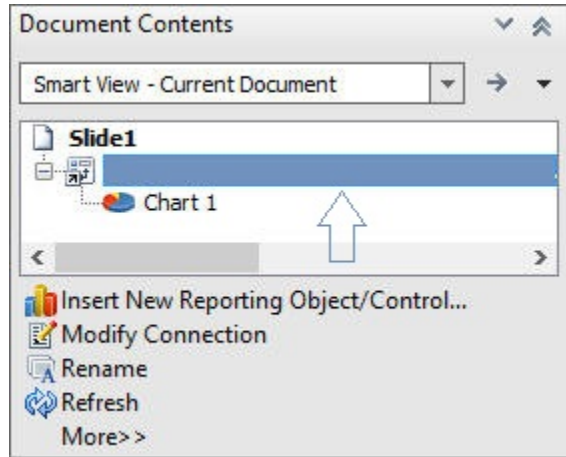 Document Contents
Smart View - Current Document
Slide1
Chart 1
Insert New Reporting Object/Control...
Modify Connection
Rename
Refresh
More>>